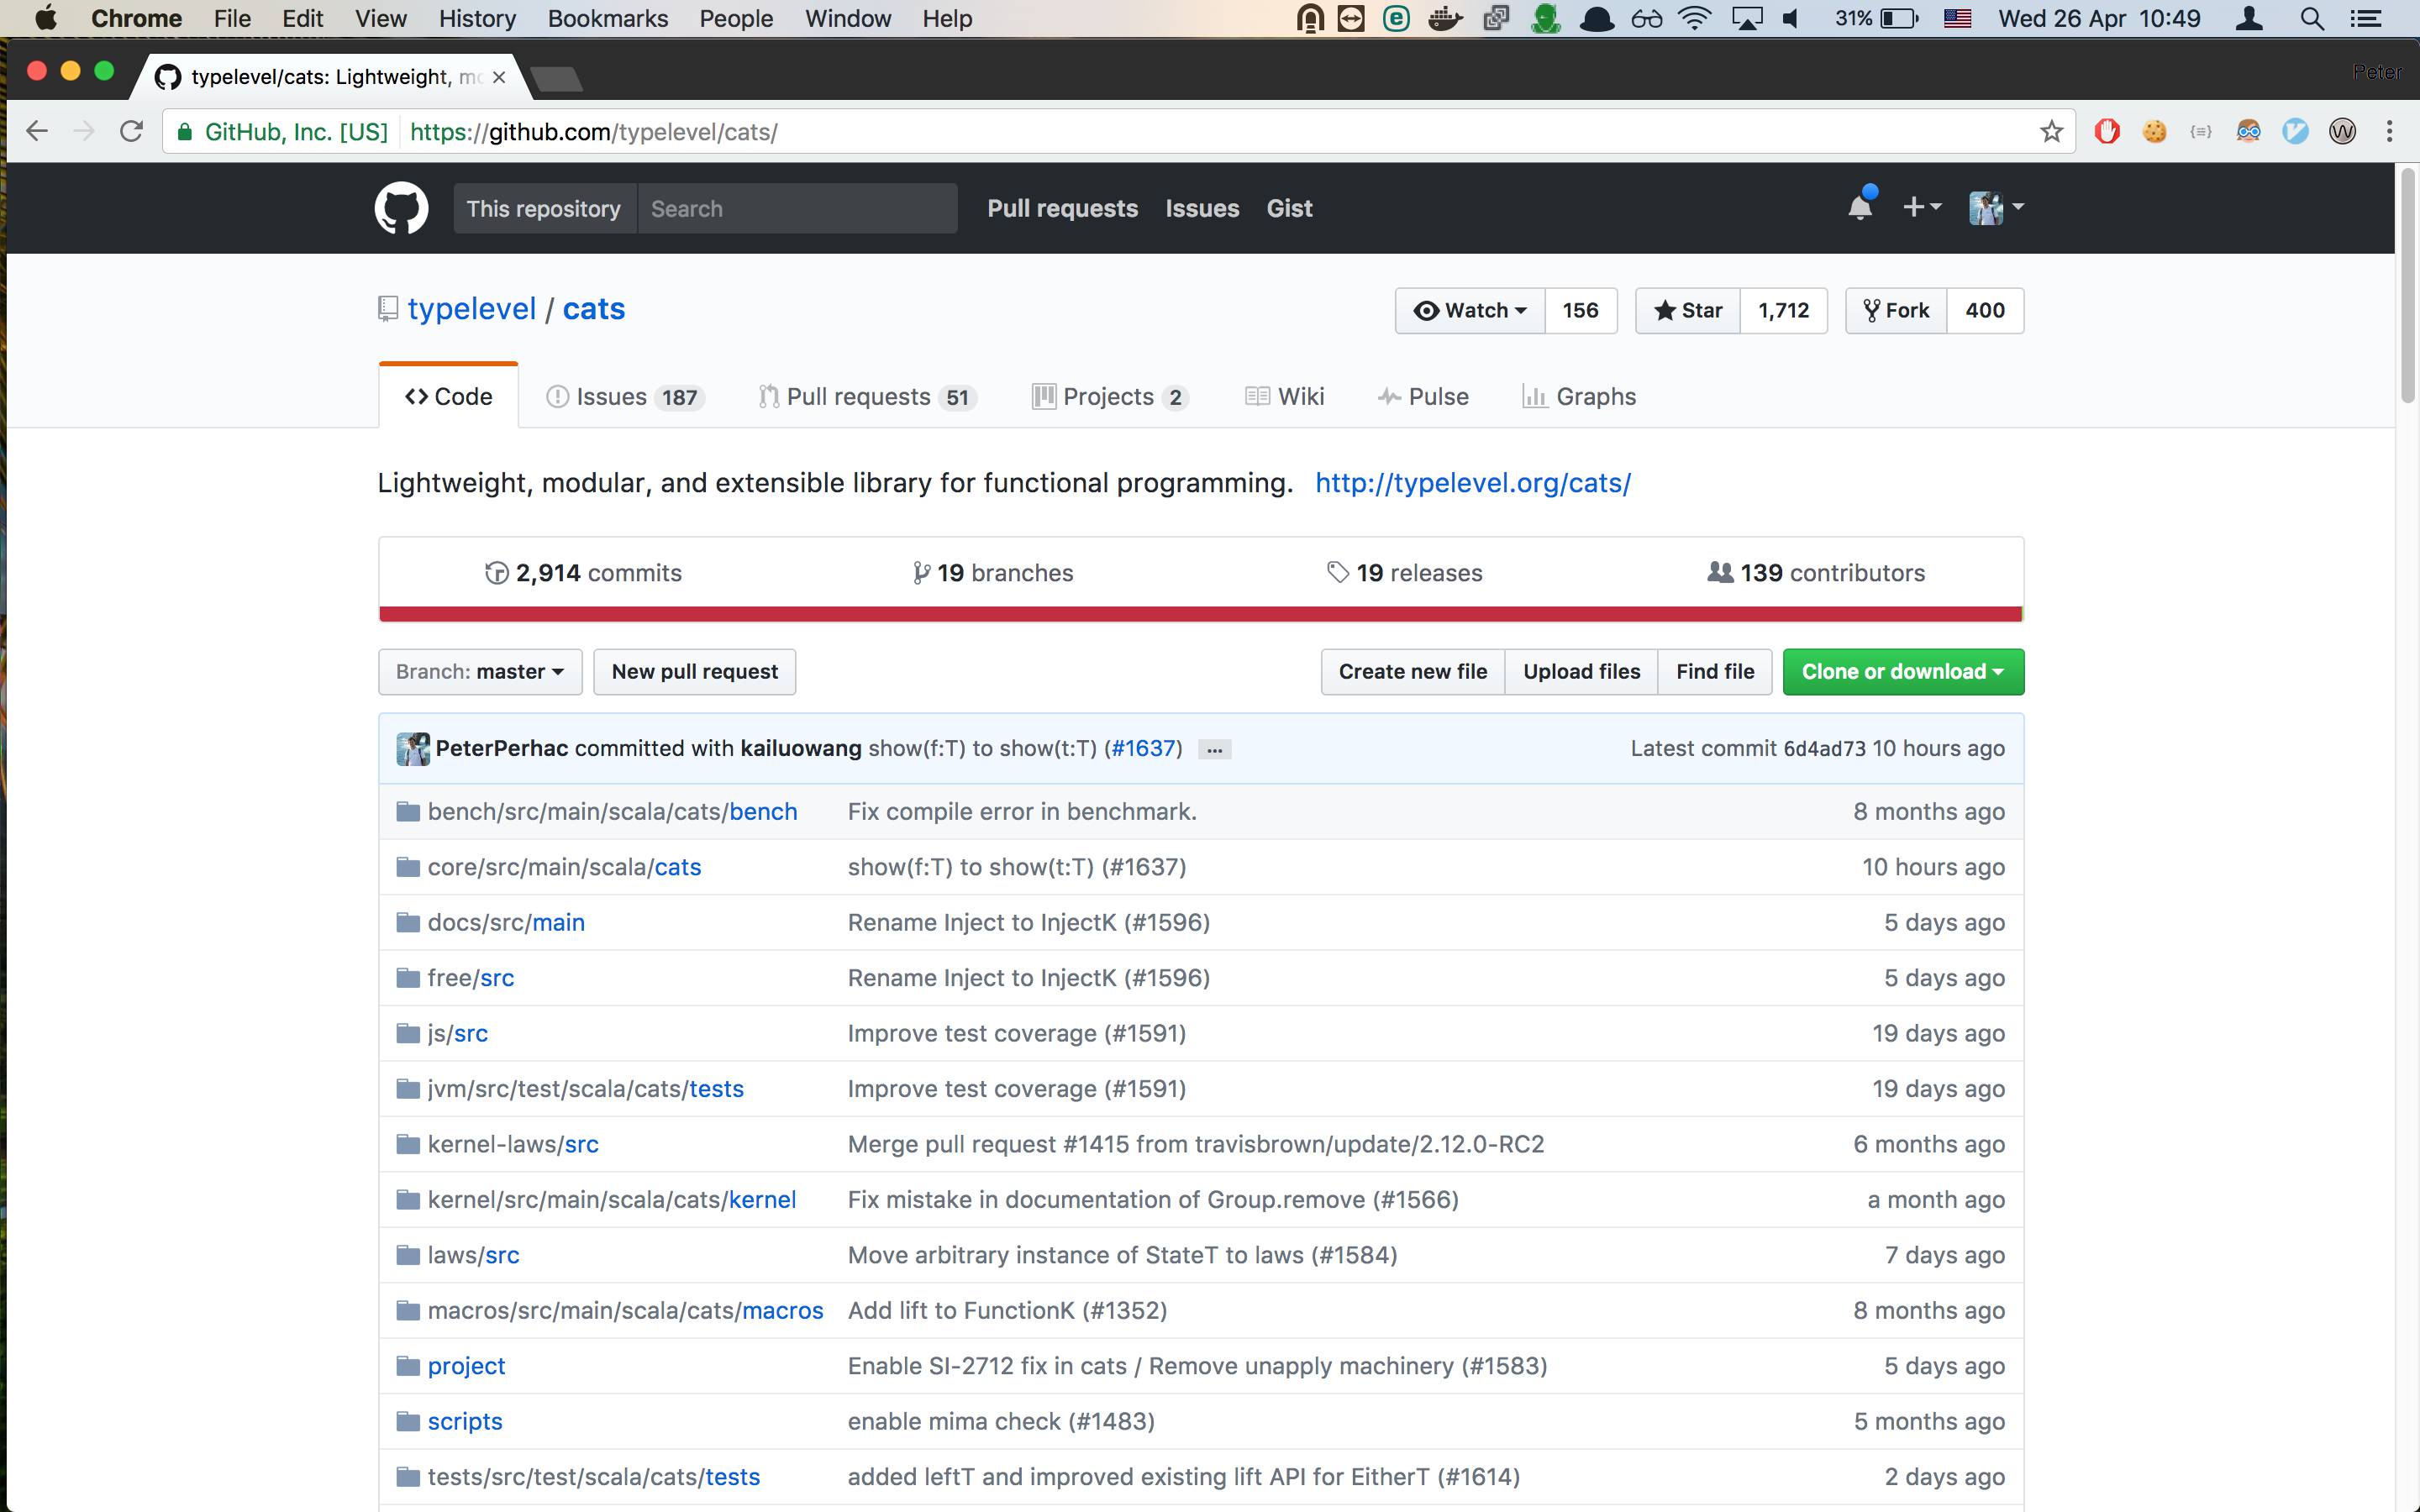 Chrome File Edit View History Bookmarks People Window Help 31% Wed 26 Apr 10:49
typelevel/cats: Lightweight, mo Peter
GitHub, Inc. [US] https://github.com/typelevel/cats/
This repository Search Pull requests Issues Gist
typelevel / cats Watch 156 Star 1,712 Fork 400
Code Issues 187 Pull requests 51 Projects 2 Wiki Pulse Graphs
Lightweight, modular, and extensible library for functional programming. http://typelevel.org/cats/
2,914 commits 19 branches 19 releases 139 contributors
Branch: master New pull request Create new file Upload files Find file Clone or download
PeterPerhac committed with kailuowang show(f:T) to show(t:T) (#1637) … Latest commit 6d4ad73 10 hours ago
bench/src/main/scala/cats/bench Fix compile error in benchmark. 8 months ago
core/src/main/scala/cats show(f:T) to show(t:T) (#1637) 10 hours ago
docs/src/main Rename Inject to InjectK (#1596) 5 days ago
free/src Rename Inject to InjectK (#1596) 5 days ago
js/src Improve test coverage (#1591) 19 days ago
jvm/src/test/scala/cats/tests Improve test coverage (#1591) 19 days ago
kernel-laws/src Merge pull request #1415 from travisbrown/update/2.12.0-RC2 6 months ago
kernel/src/main/scala/cats/kernel Fix mistake in documentation of Group.remove (#1566) a month ago
laws/src Move arbitrary instance of StateT to laws (#1584) 7 days ago
macros/src/main/scala/cats/macros Add lift to FunctionK (#1352) 8 months ago
project Enable SI-2712 fix in cats / Remove unapply machinery (#1583) 5 days ago
scripts enable mima check (#1483) 5 months ago
tests/src/test/scala/cats/tests added leftT and improved existing lift API for EitherT (#1614) 2 days ago